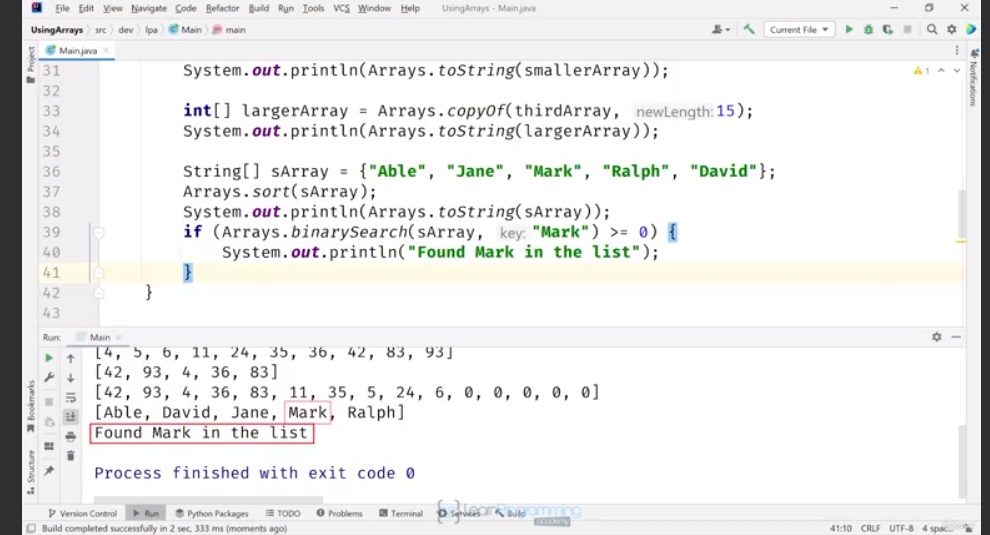 File Edit View Navigate Code Refactor Build Run Tools VCS Window Help UsingArrays - Main.java
UsingArrays src dev lpa Main main Current File
Project
Main.java
Notifications
1
31 System.out.println(Arrays.toString(smallerArray));
32
33 int[] largerArray = Arrays.copyOf(thirdArray, newLength: 15);
34 System.out.println(Arrays.toString(largerArray));
35
36 String[] sArray = {"Able", "Jane", "Mark", "Ralph", "David"};
37 Arrays.sort(sArray);
38 System.out.println(Arrays.toString(sArray));
39 if (Arrays.binarySearch(sArray, key: "Mark") >= 0) {
40 System.out.println("Found Mark in the list");
41 }
42 }
43
Run: Main
[4, 5, 6, 11, 24, 35, 36, 42, 83, 93]
[42, 93, 4, 36, 83]
[42, 93, 4, 36, 83, 11, 35, 5, 24, 6, 0, 0, 0, 0, 0]
[Able, David, Jane, Mark, Ralph]
Found Mark in the list
Process finished with exit code 0
Bookmarks
Structure
LearnProgramming
academy
Version Control Run Python Packages TODO Problems Terminal Services Build
Build completed successfully in 2 sec, 333 ms (moments ago) 41:10 CRLF UTF-8 4 spac...